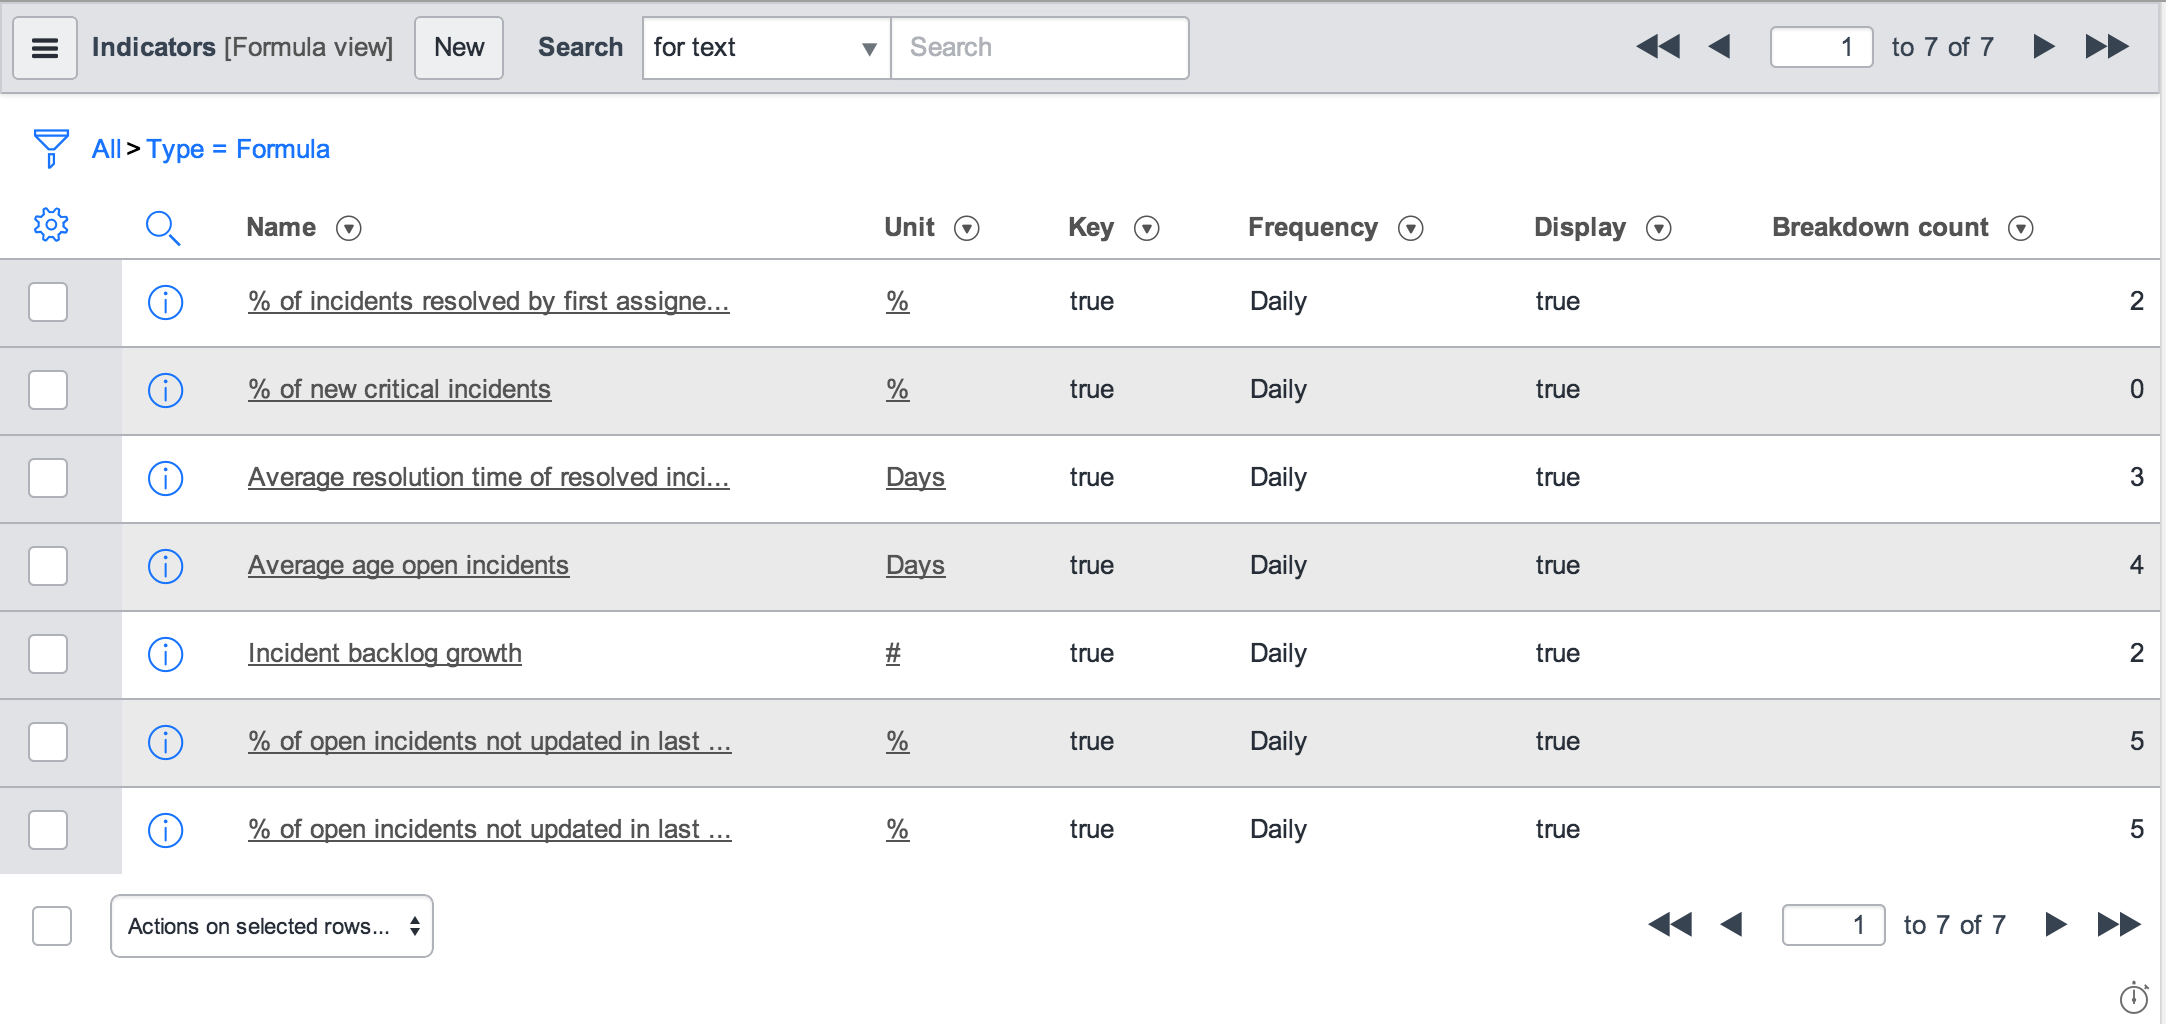 Indicators [Formula view] New Search for text Search 1 to 7 of 7
All > Type = Formula
Name Unit Key Frequency Display Breakdown count
% of incidents resolved by first assigne... % true Daily true 2
% of new critical incidents % true Daily true 0
Average resolution time of resolved inci... Days true Daily true 3
Average age open incidents Days true Daily true 4
Incident backlog growth # true Daily true 2
% of open incidents not updated in last ... % true Daily true 5
% of open incidents not updated in last ... % true Daily true 5
Actions on selected rows... 1 to 7 of 7